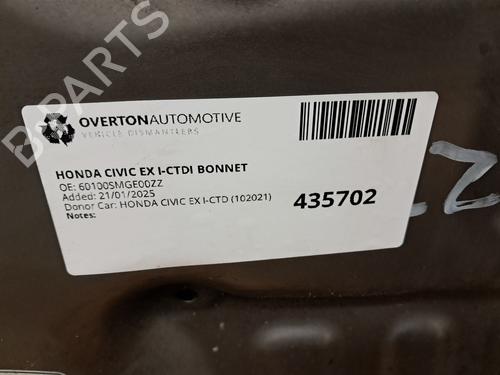 B-PARTS
OVERTONAUTOMOTIVE
VEHICLE DISMANTLERS
HONDA CIVIC EX I-CTDI BONNET
OE: 60100SMGE00ZZ
Added: 21/01/2025
Donor Car: HONDA CIVIC EX I-CTD (102021)
Notes:
435702